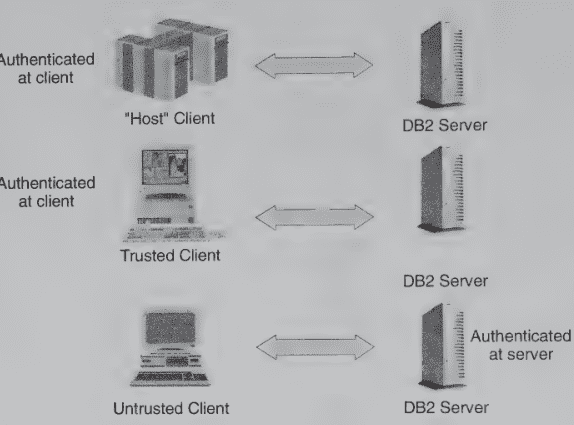 Authenticated
at client
"Host" Client
DB2 Server
Authenticated
at client
Trusted Client
DB2 Server
Authenticated
at server
Untrusted Client
DB2 Server